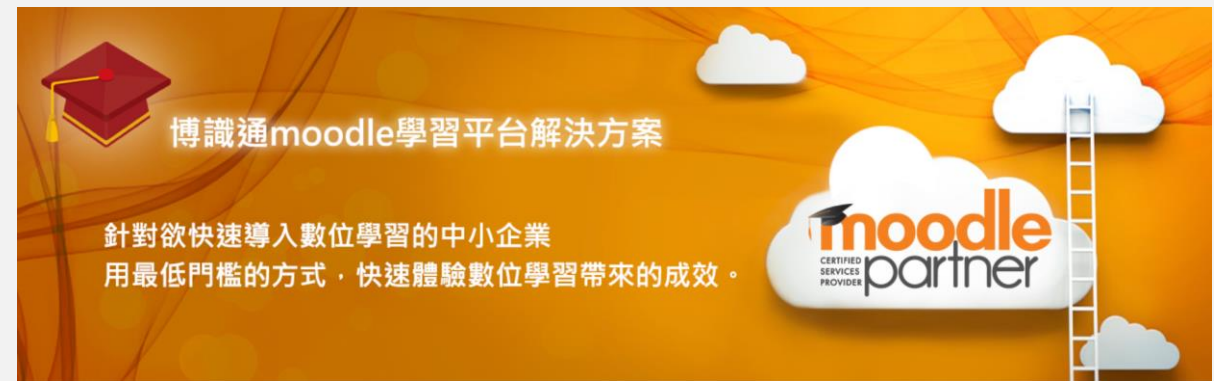 博識通moodle學習平台解決方案
針對欲快速導入數位學習的中小企業
用最低門檻的方式，快速體驗數位學習帶來的成效。
moodle
CERTIFIED
SERVICES
PROVIDER
partner